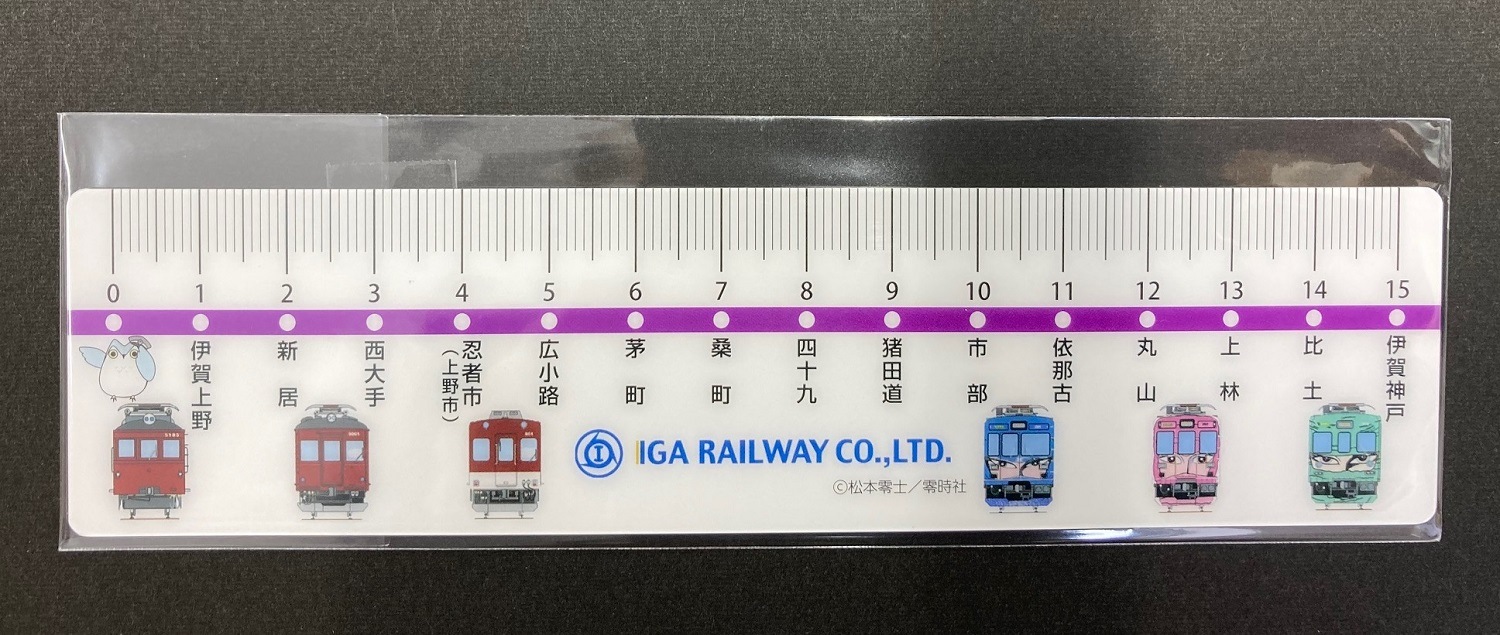 0 1 2 3 4 5 6 7 8 9 10 11 12 13 14 15
伊賀上野
新居
西大手
忍者市
(上野市)
広小路
茅町
桑町
四十九
猪田道
市部
依那古
丸山
上林
比土
伊賀神戸
IGA RAILWAY CO.,LTD.
©松本零士／零時社